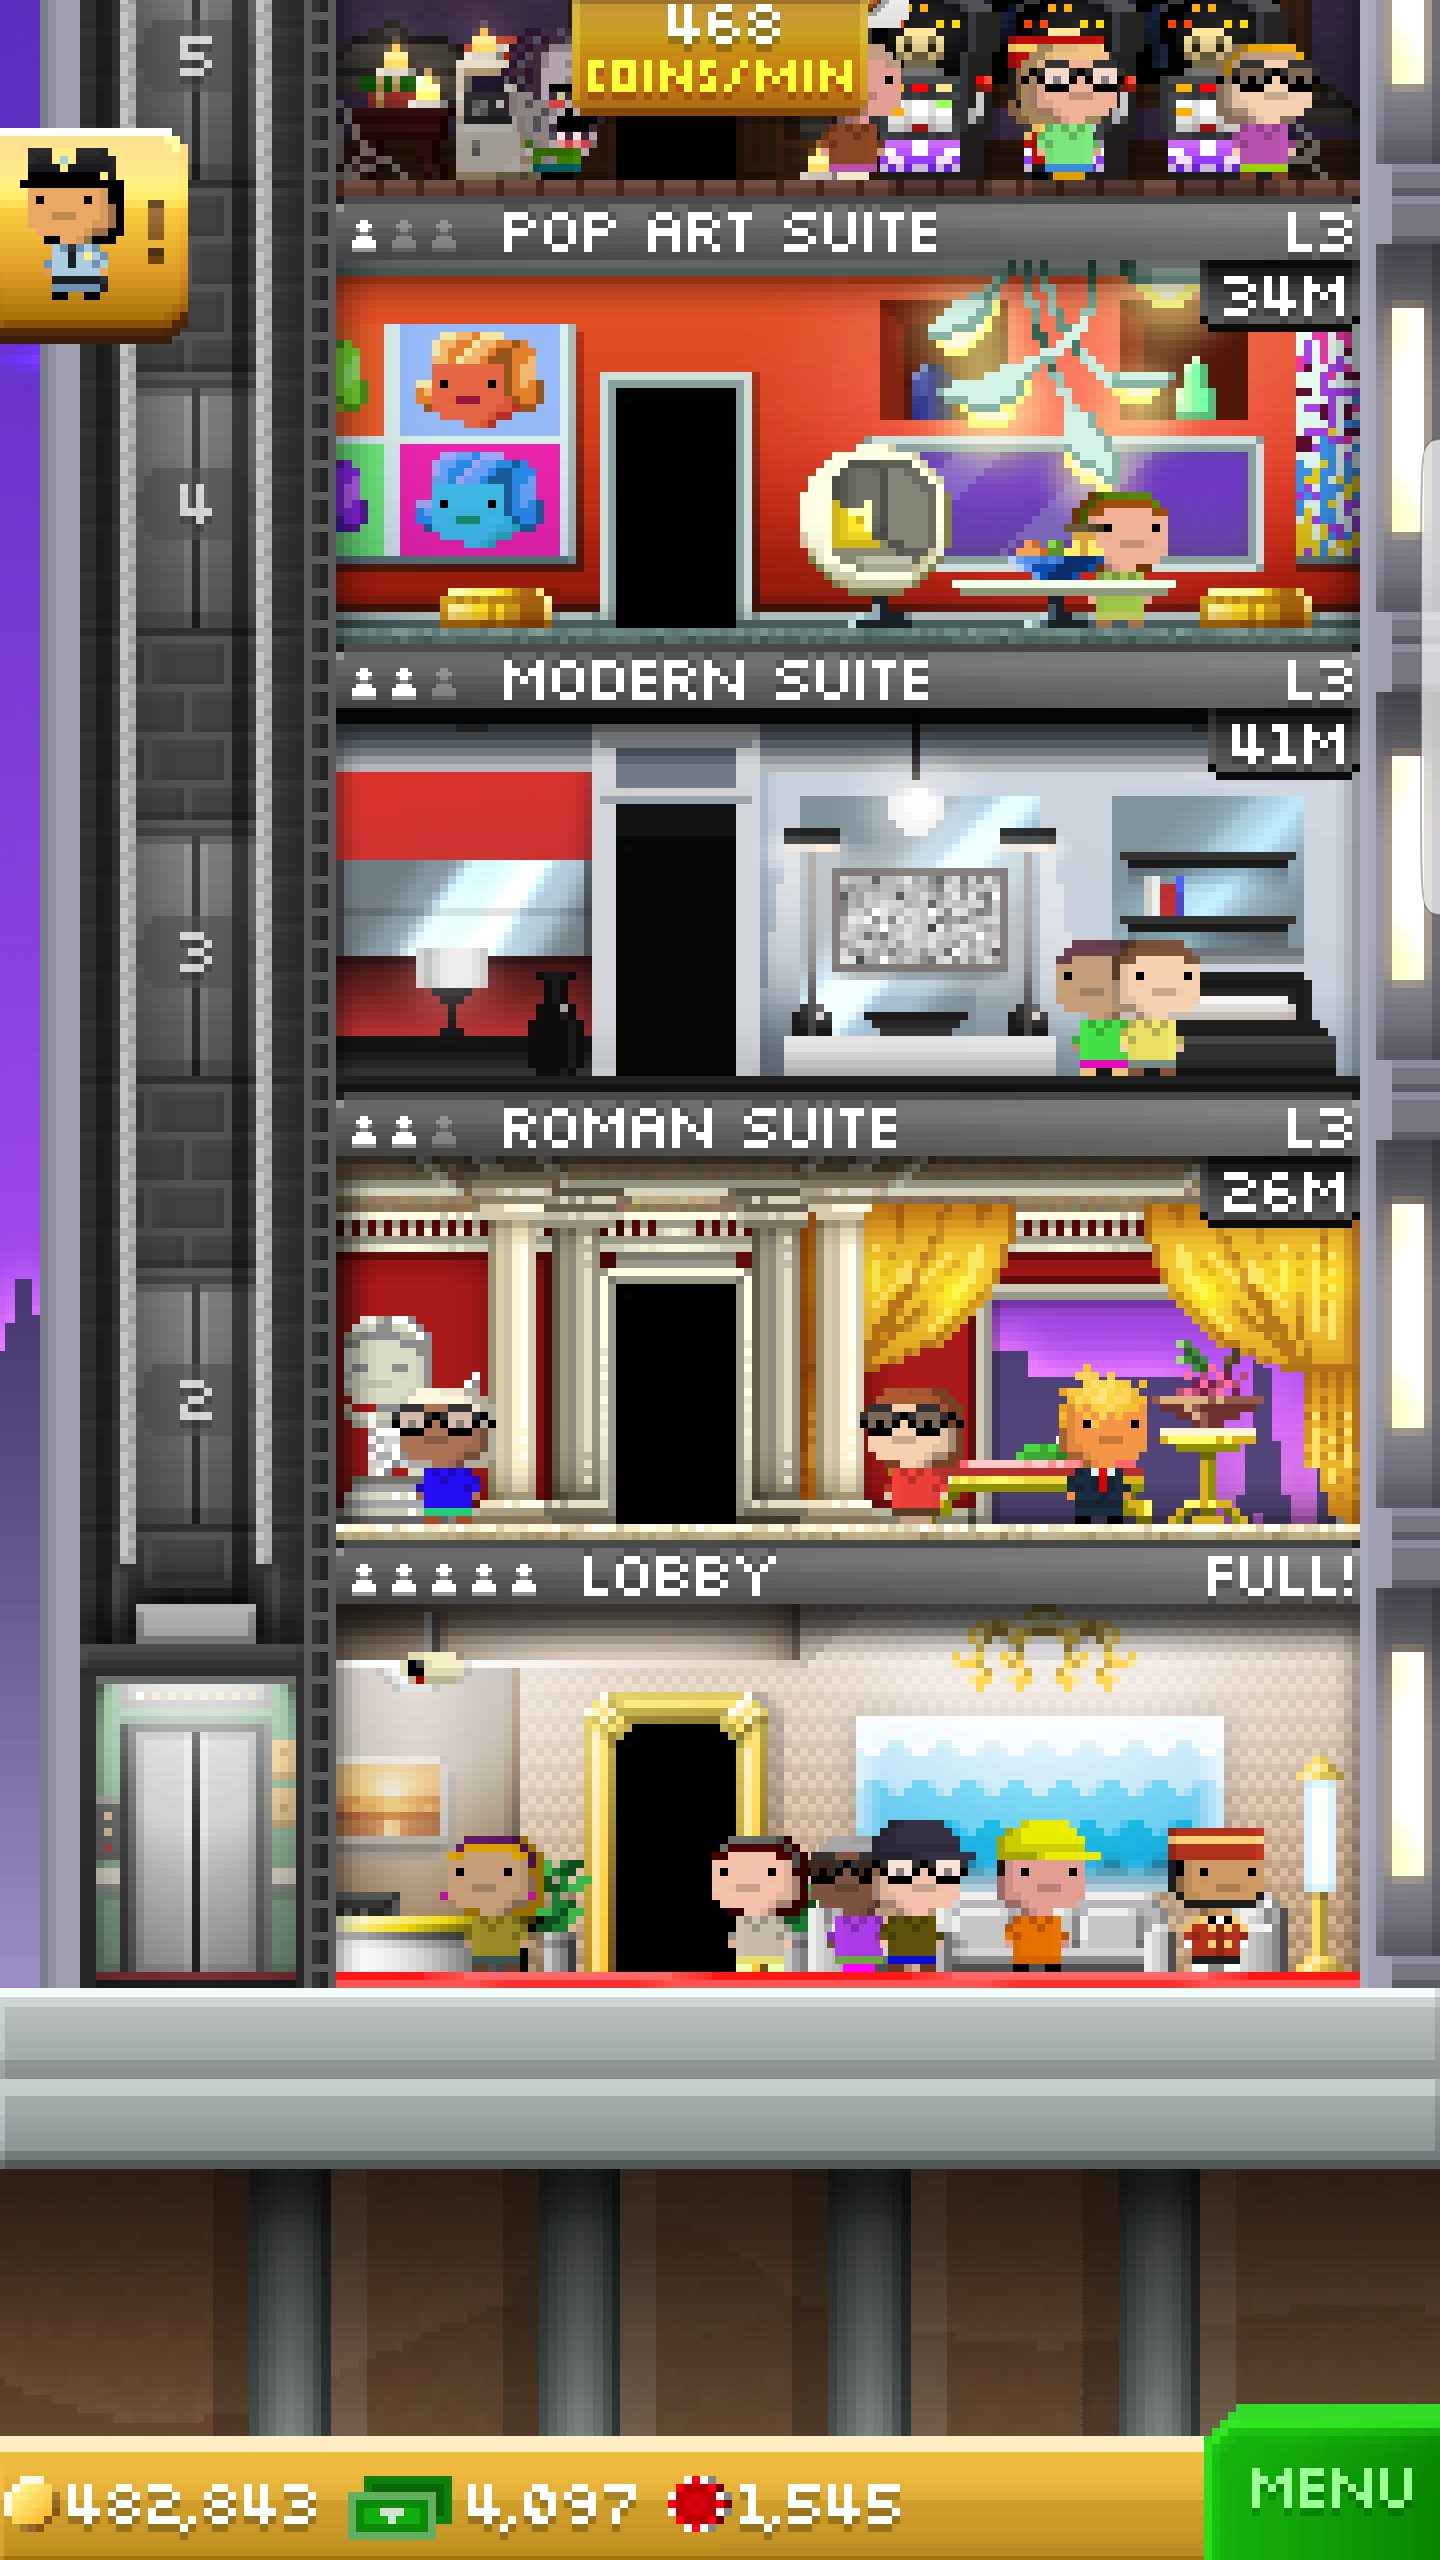 468
COINS/MIN
5
!
POP ART SUITE L3
34M
4
MODERN SUITE L3
41M
3
ROMAN SUITE L3
26M
2
LOBBY FULL!
482,843 4,097 1,545
MENU